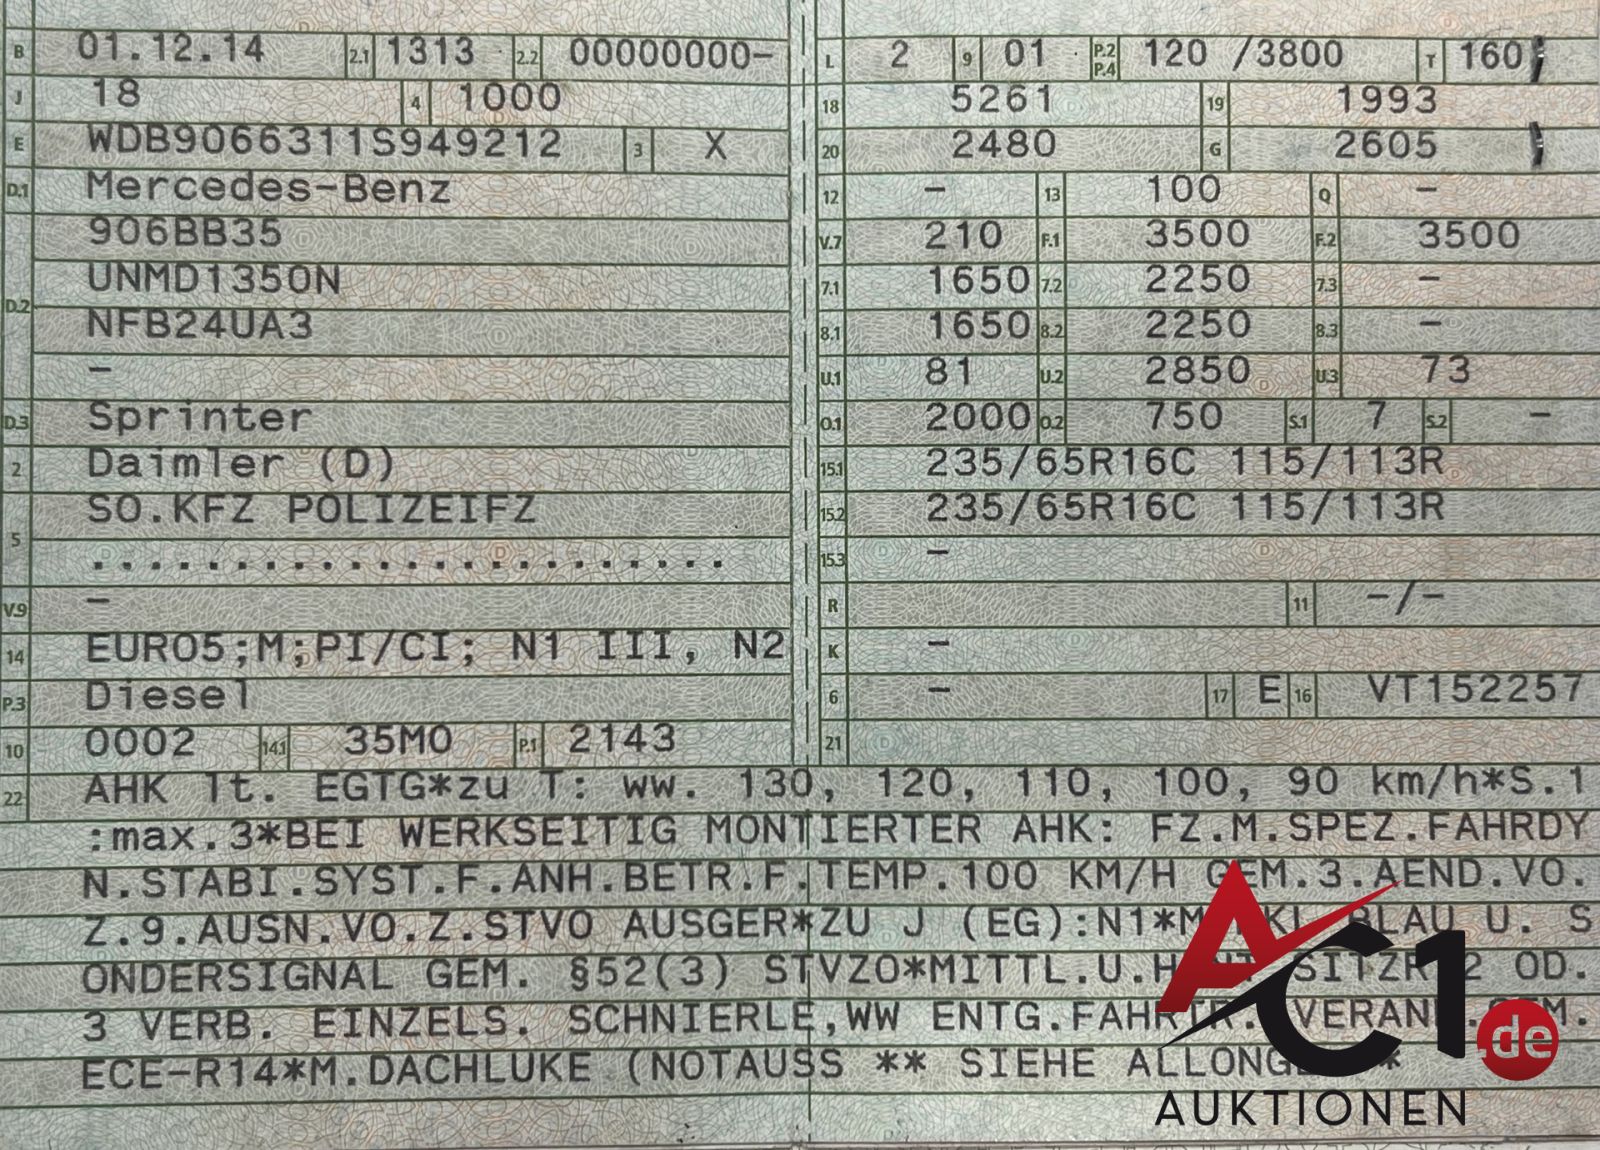 B 01.12.14 2.1 1313 2.2 00000000-
J 18 4 1000
E WDB9066311S949212 3 X
D.1 Mercedes-Benz
906BB35
UNMD1350N
D.2
NFB24UA3
-
D.3 Sprinter
2 Daimler (D)
SO.KFZ POLIZEIFZ
5
.......................
V.9 -
14 EURO5;M;PI/CI; N1 III, N2
P.3 Diesel
10 0002 14.1 35M0 P.1 2143
L 2 9 01 P.2 P.4 120 /3800 T 160
18 5261 19 1993
20 2480 G 2605
12 - 13 100 Q -
V.7 210 F.1 3500 F.2 3500
7.1 1650 7.2 2250 7.3 -
8.1 1650 8.2 2250 8.3 -
U.1 81 U.2 2850 U.3 73
O.1 2000 O.2 750 S.1 7 S.2 -
15.1 235/65R16C 115/113R
15.2 235/65R16C 115/113R
15.3 -
R 11 -/-
K -
6 - 17 E 16 VT152257
21
22 AHK lt. EGTG*zu T: ww. 130, 120, 110, 100, 90 km/h*S.1
:max.3*BEI WERKSEITIG MONTIERTER AHK: FZ.M.SPEZ.FAHRDY
N.STABI.SYST.F.ANH.BETR.F.TEMP.100 KM/H GEM.3.AEND.VO.
Z.9.AUSN.VO.Z.STVO AUSGER*ZU J (EG):N1*M BLAU U. S
ONDERSIGNAL GEM. §52(3) STVZO*MITTL.U.H SITZR 2 OD.
3 VERB. EINZELS. SCHNIERLE,WW ENTG.FAHRTR.
ECE-R14*M.DACHLUKE (NOTAUSS ** SIEHE ALLONGE *
AC1.de
AUKTIONEN